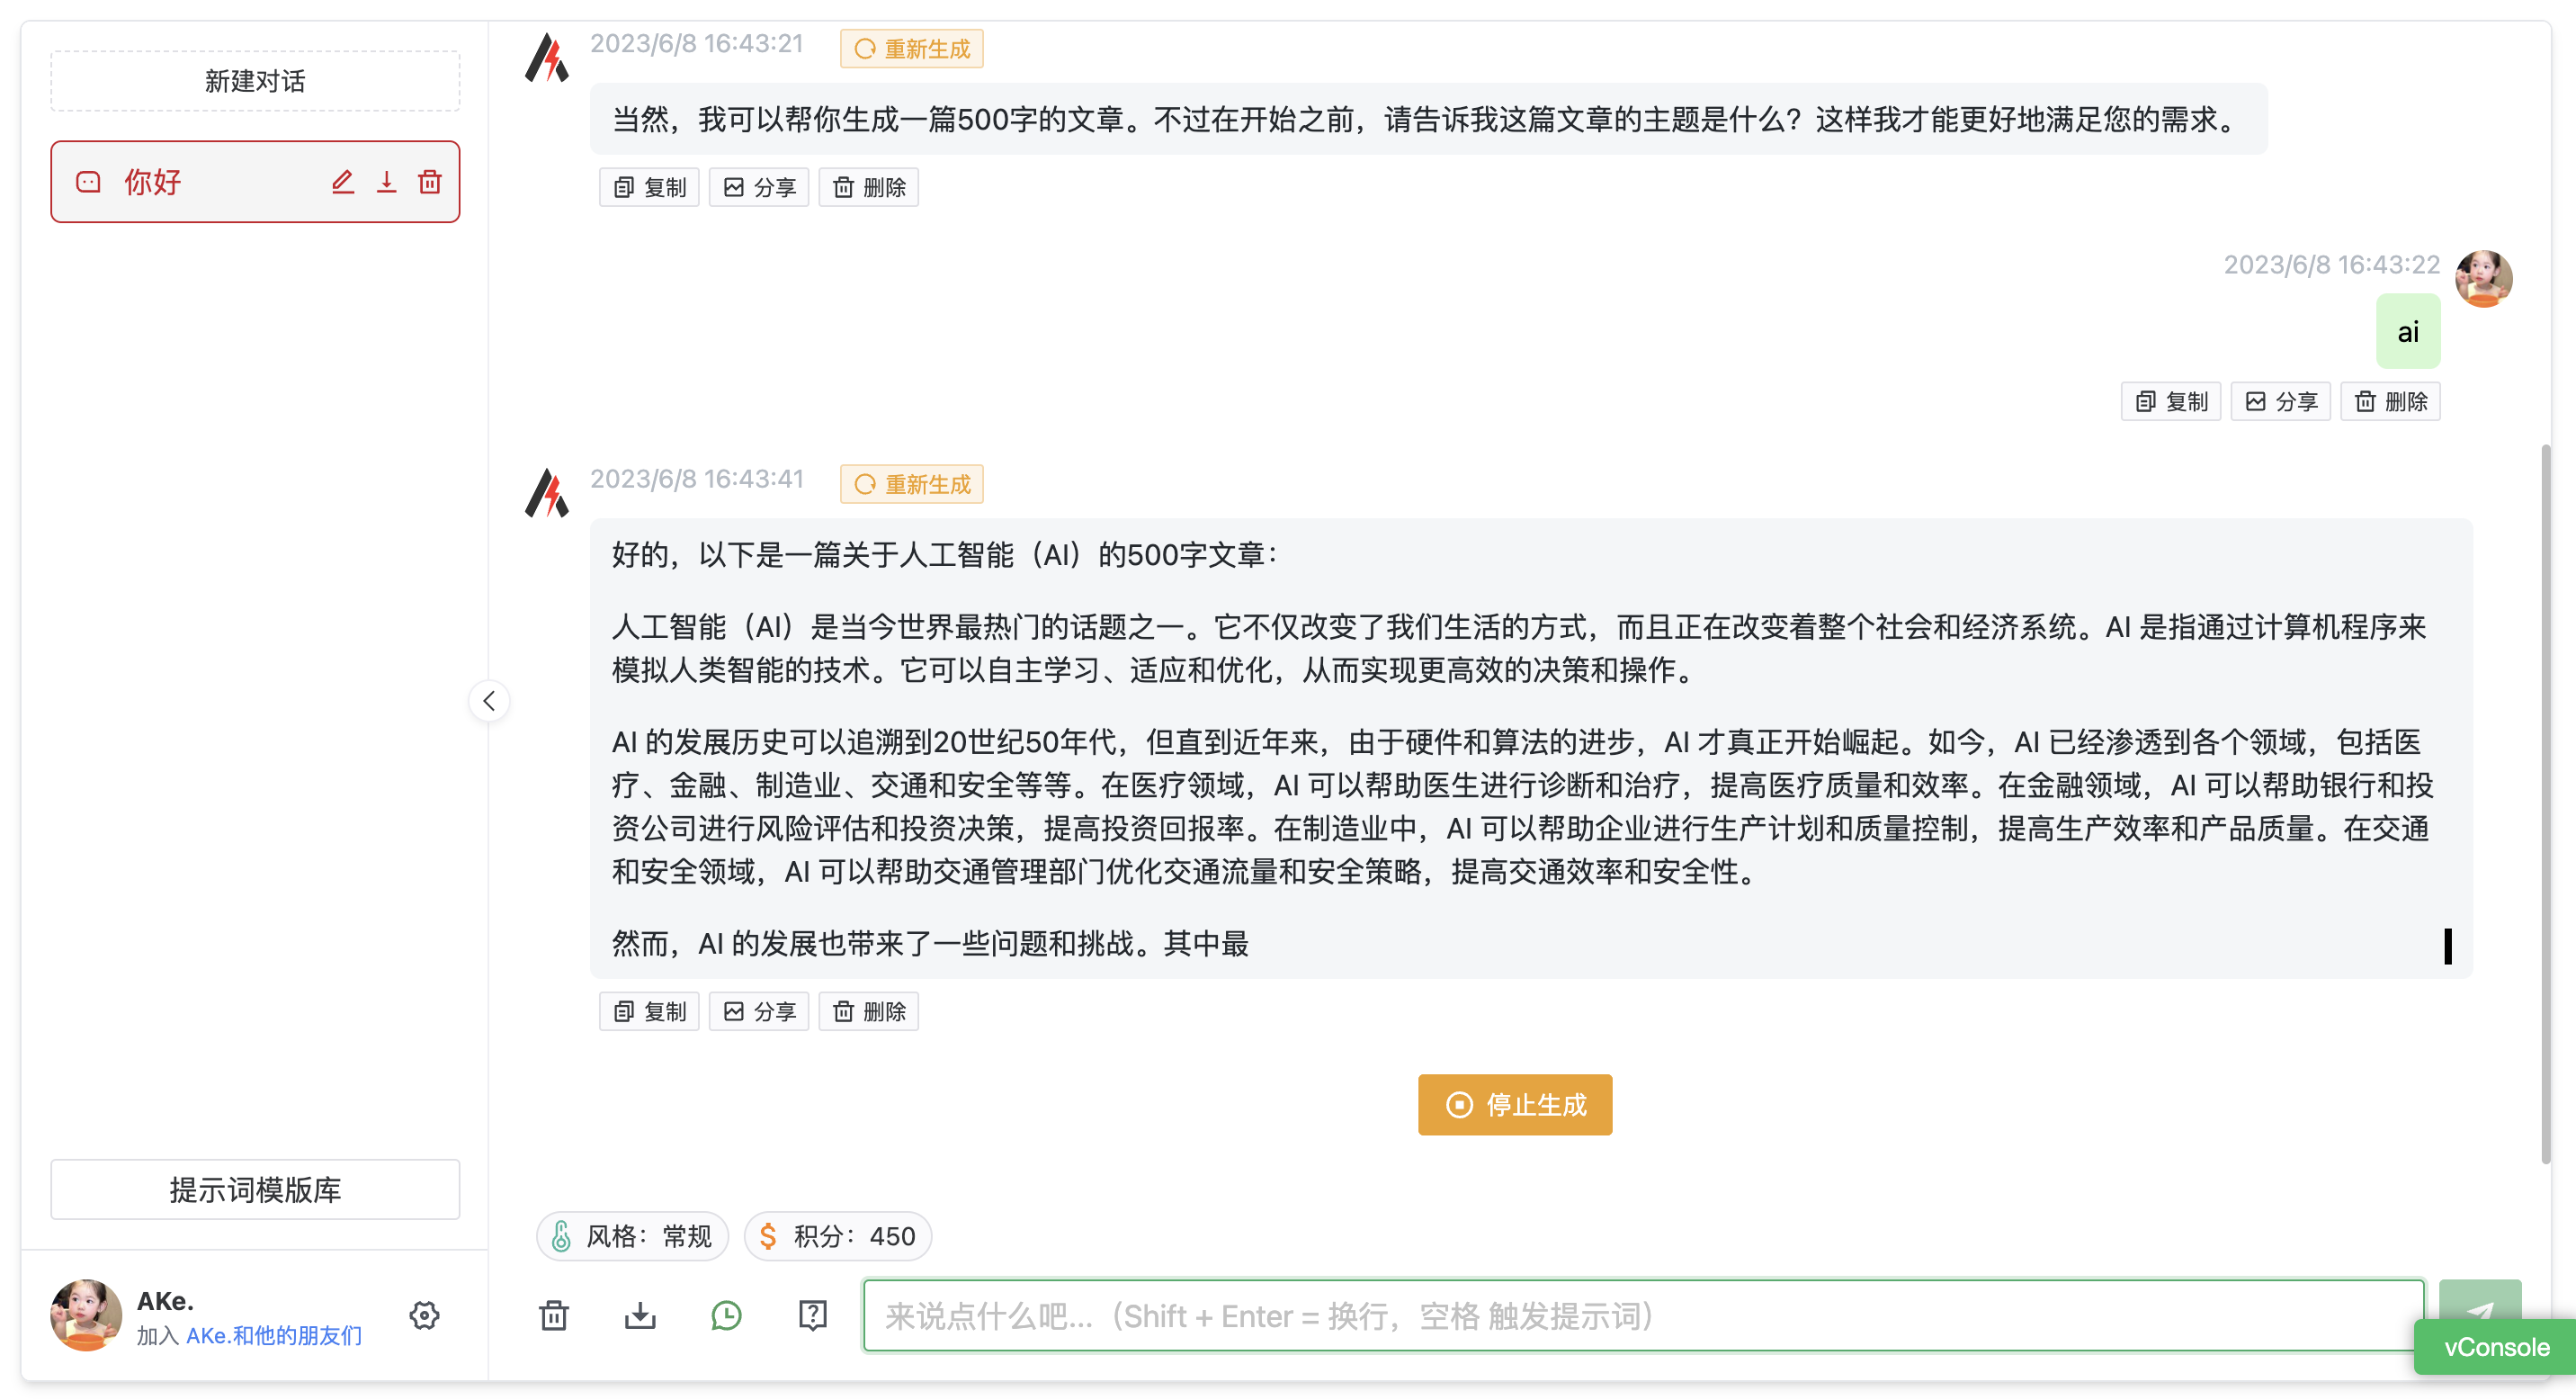 新建对话
你好
2023/6/8 16:43:21
重新生成
当然，我可以帮你生成一篇500字的文章。不过在开始之前，请告诉我这篇文章的主题是什么？这样我才能更好地满足您的需求。
复制 分享 删除
2023/6/8 16:43:22
ai
复制 分享 删除
2023/6/8 16:43:41
重新生成
好的，以下是一篇关于人工智能（AI）的500字文章：
人工智能（AI）是当今世界最热门的话题之一。它不仅改变了我们生活的方式，而且正在改变着整个社会和经济系统。AI 是指通过计算机程序来
模拟人类智能的技术。它可以自主学习、适应和优化，从而实现更高效的决策和操作。
AI 的发展历史可以追溯到20世纪50年代，但直到近年来，由于硬件和算法的进步，AI 才真正开始崛起。如今，AI 已经渗透到各个领域，包括医
疗、金融、制造业、交通和安全等等。在医疗领域，AI 可以帮助医生进行诊断和治疗，提高医疗质量和效率。在金融领域，AI 可以帮助银行和投
资公司进行风险评估和投资决策，提高投资回报率。在制造业中，AI 可以帮助企业进行生产计划和质量控制，提高生产效率和产品质量。在交通
和安全领域，AI 可以帮助交通管理部门优化交通流量和安全策略，提高交通效率和安全性。
然而，AI 的发展也带来了一些问题和挑战。其中最
复制 分享 删除
停止生成
提示词模版库
风格：常规
积分：450
AKe.
加入 AKe.和他的朋友们
来说点什么吧...（Shift + Enter = 换行，空格 触发提示词）
vConsole